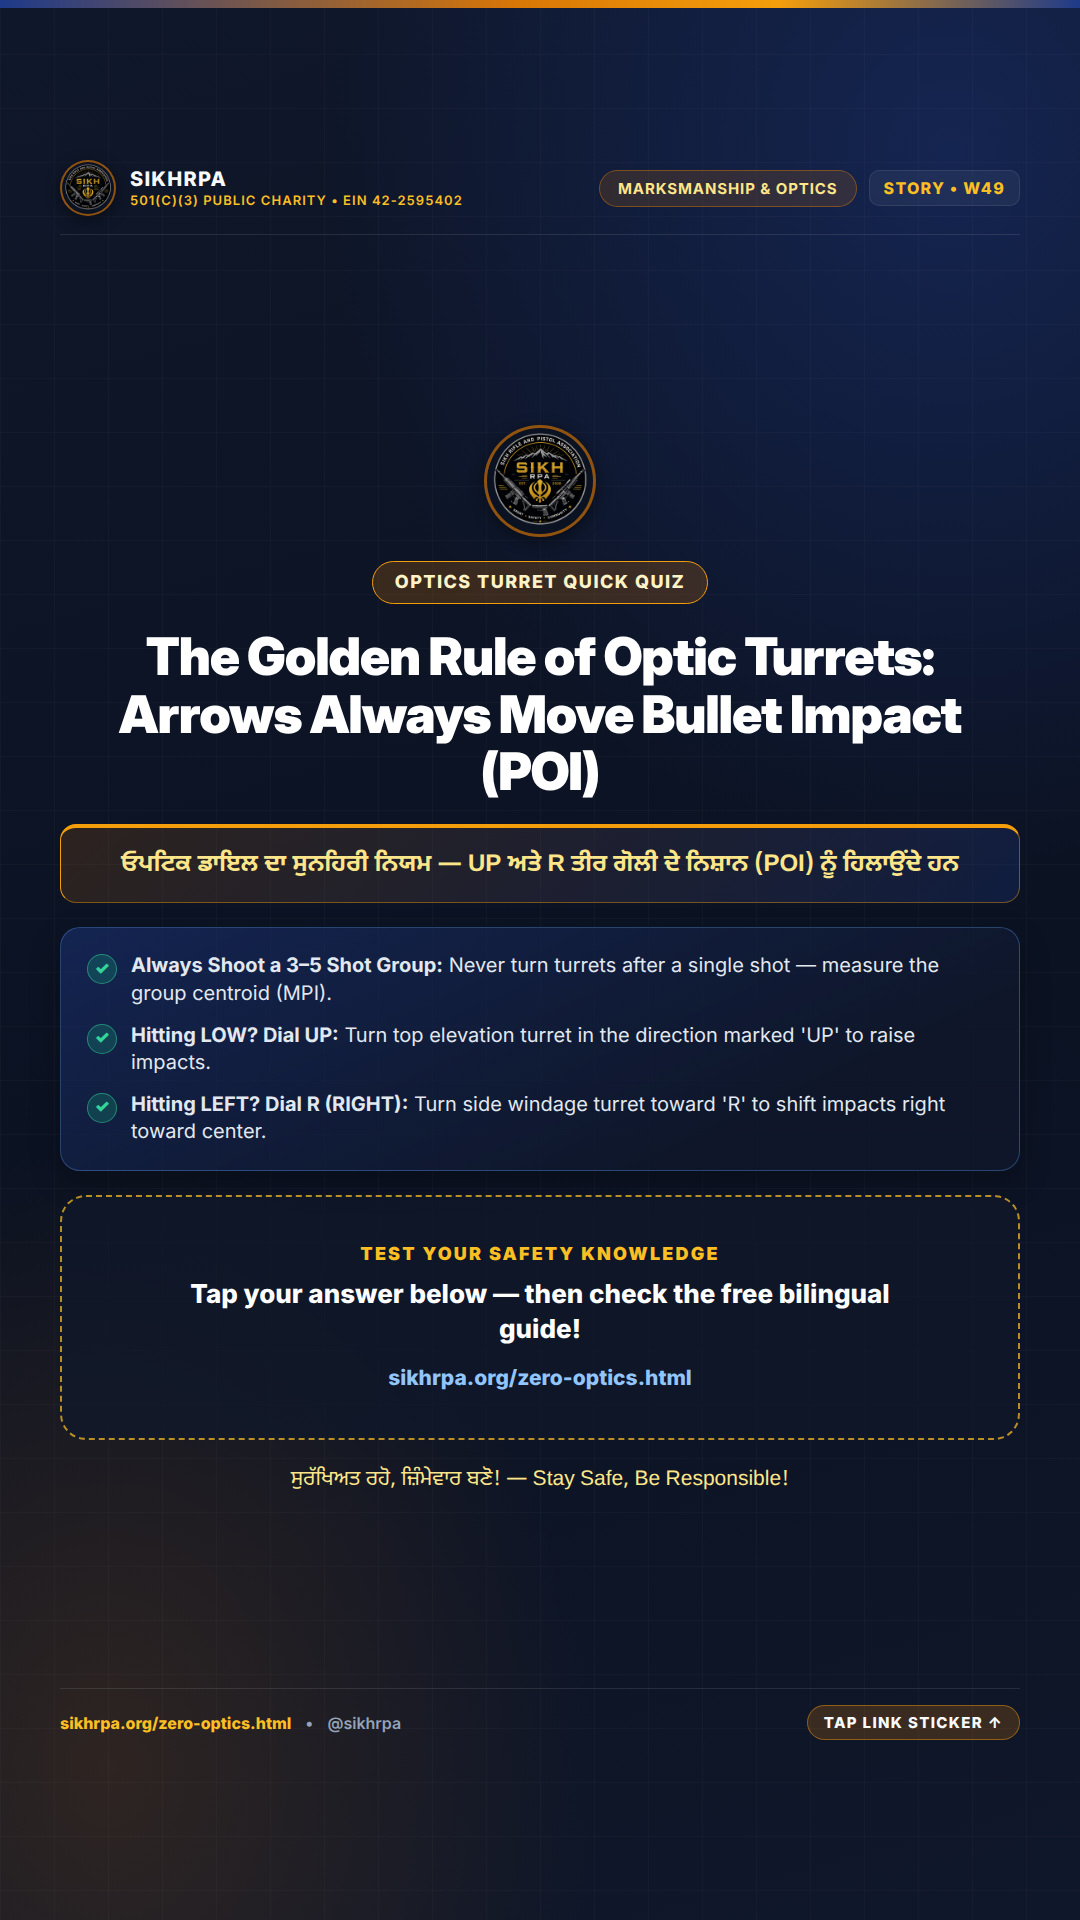 SIKHRPA
501(C)(3) PUBLIC CHARITY • EIN 42-2595402
MARKSMANSHIP & OPTICS
STORY • W49
SIKH RIFLE AND PISTOL ASSOCIATION
SIKH
RPA
OPTICS TURRET QUICK QUIZ
The Golden Rule of Optic Turrets:
Arrows Always Move Bullet Impact
(POI)
ਓਪਟਿਕ ਡਾਇਲ ਦਾ ਸੁਨਹਿਰੀ ਨਿਯਮ — UP ਅਤੇ R ਤੀਰ ਗੋਲੀ ਦੇ ਨਿਸ਼ਾਨ (POI) ਨੂੰ ਹਿਲਾਉਂਦੇ ਹਨ
Always Shoot a 3–5 Shot Group: Never turn turrets after a single shot — measure the
group centroid (MPI).
Hitting LOW? Dial UP: Turn top elevation turret in the direction marked 'UP' to raise
impacts.
Hitting LEFT? Dial R (RIGHT): Turn side windage turret toward 'R' to shift impacts right
toward center.
TEST YOUR SAFETY KNOWLEDGE
Tap your answer below — then check the free bilingual
guide!
sikhrpa.org/zero-optics.html
ਸੁਰੱਖਿਅਤ ਰਹੋ, ਜ਼ਿੰਮੇਵਾਰ ਬਣੋ! — Stay Safe, Be Responsible!
sikhrpa.org/zero-optics.html • @sikhrpa
TAP LINK STICKER ↑